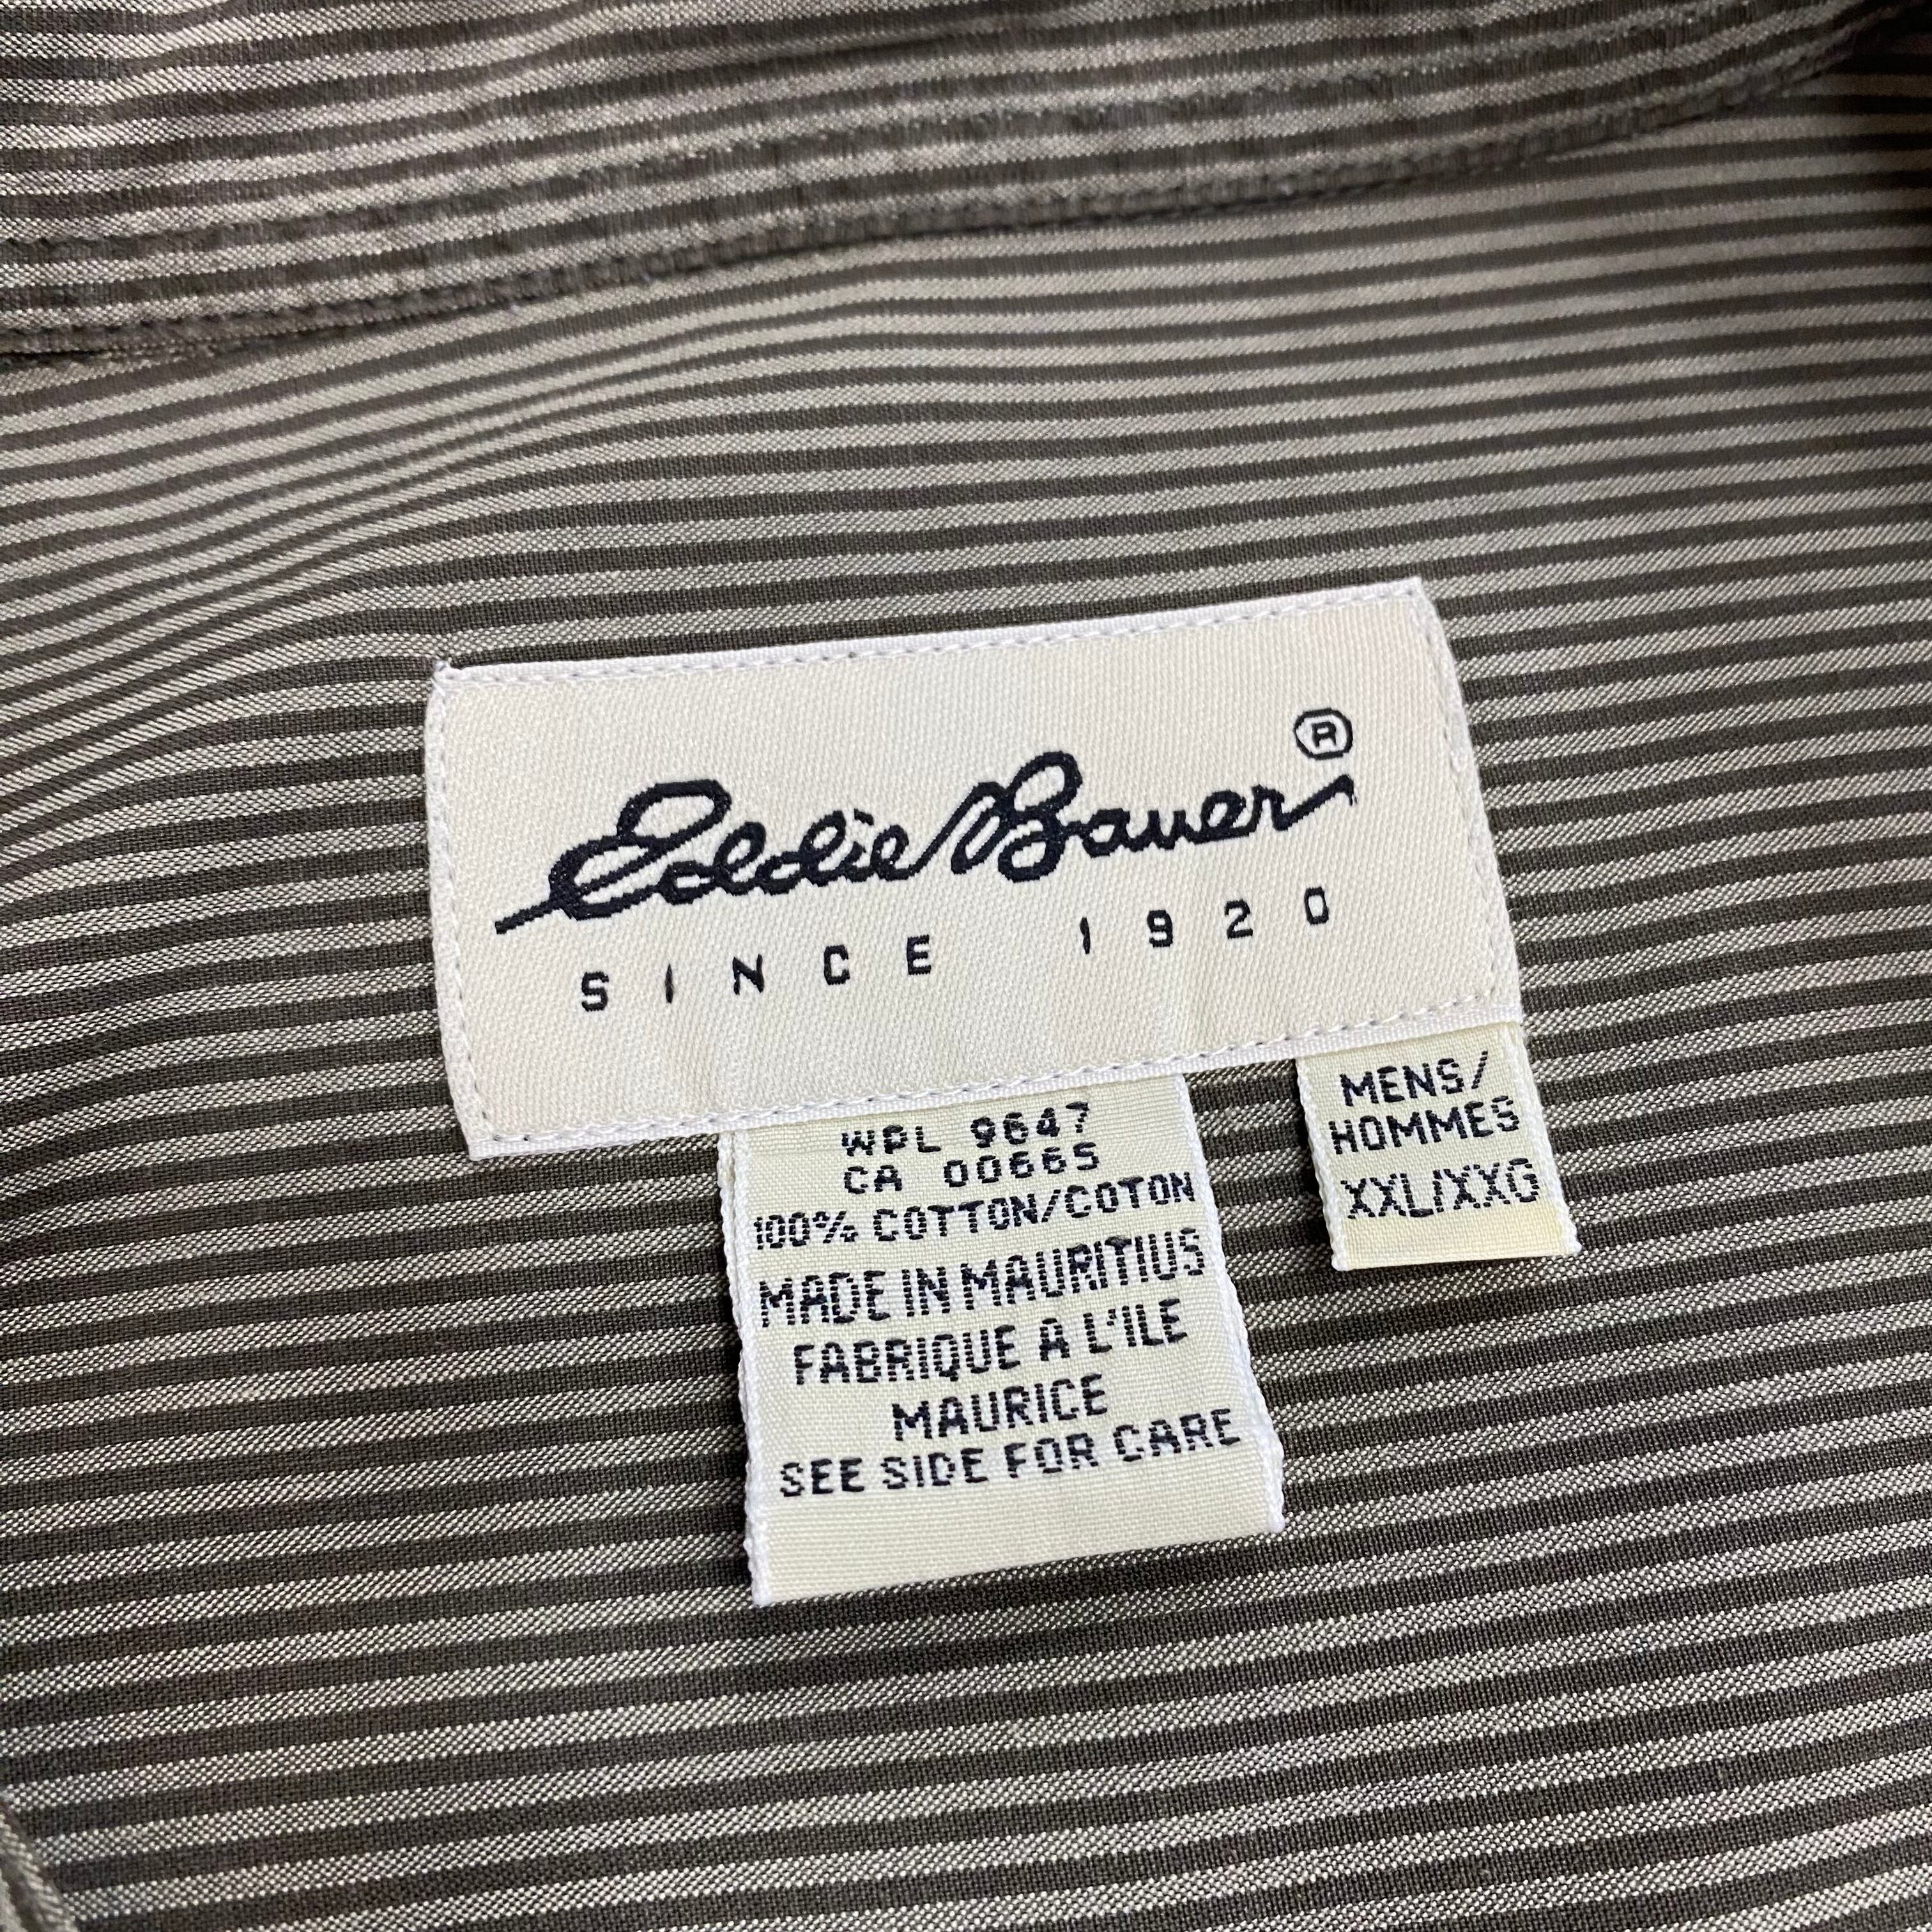 Eddie Bauer ®
SINCE 1920
WPL 9647
CA 00665
100% COTTON/COTON
MADE IN MAURITIUS
FABRIQUE A L'ILE
MAURICE
SEE SIDE FOR CARE
MENS/
HOMMES
XXL/XXG